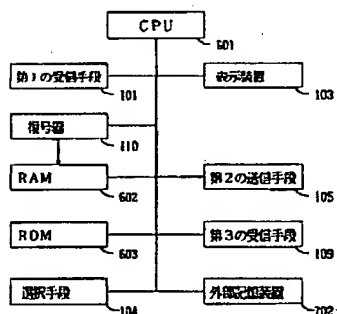 CPU
601
第1の受信手段
101
表示装置
103
復号器
110
RAM
602
第2の送信手段
105
ROM
603
第3の受信手段
109
選択手段
104
外部記憶装置
702